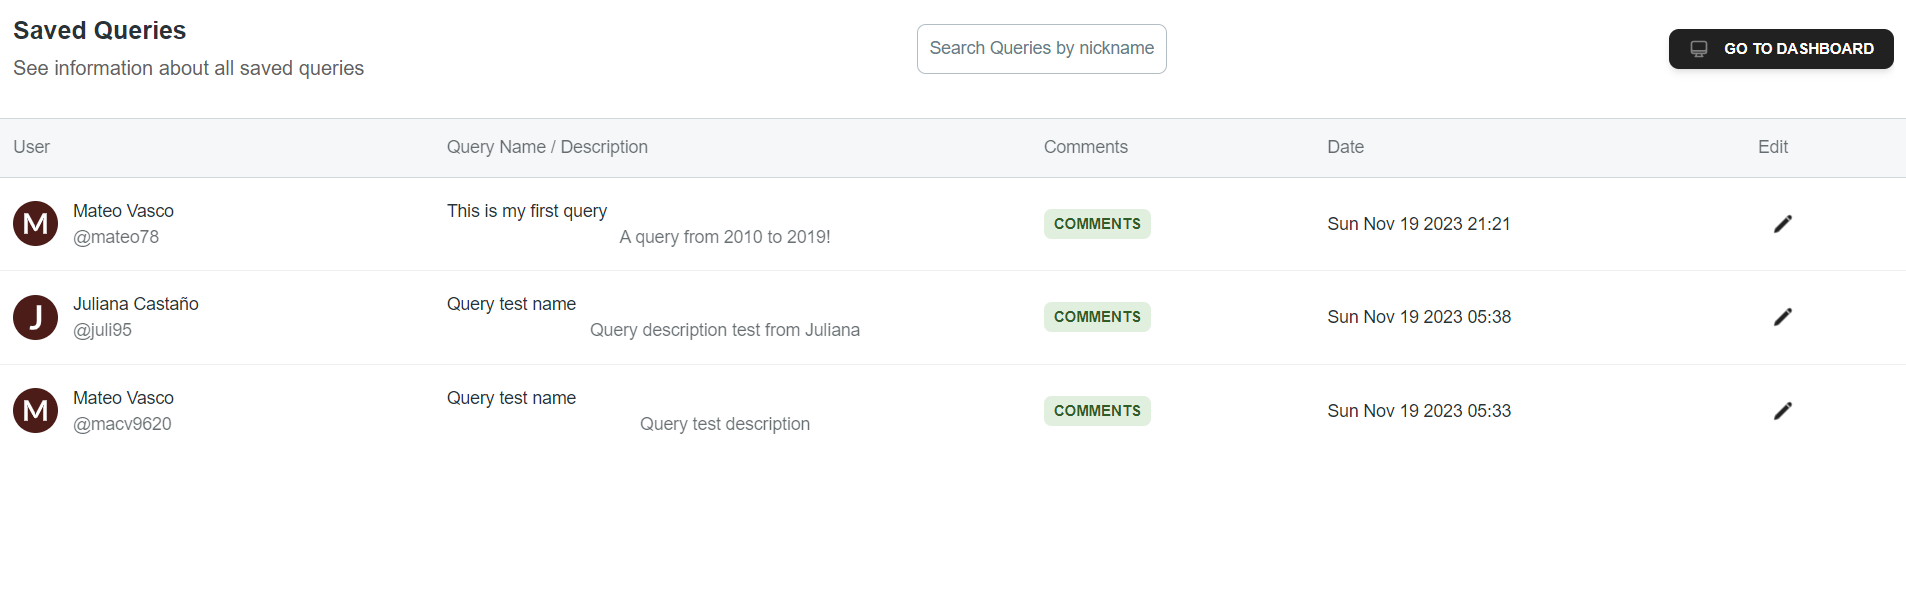 Saved Queries
See information about all saved queries
Search Queries by nickname
GO TO DASHBOARD
User Query Name / Description Comments Date Edit
M Mateo Vasco This is my first query
@mateo78 A query from 2010 to 2019! COMMENTS Sun Nov 19 2023 21:21
J Juliana Castaño Query test name
@juli95 Query description test from Juliana COMMENTS Sun Nov 19 2023 05:38
M Mateo Vasco Query test name
@macv9620 Query test description COMMENTS Sun Nov 19 2023 05:33